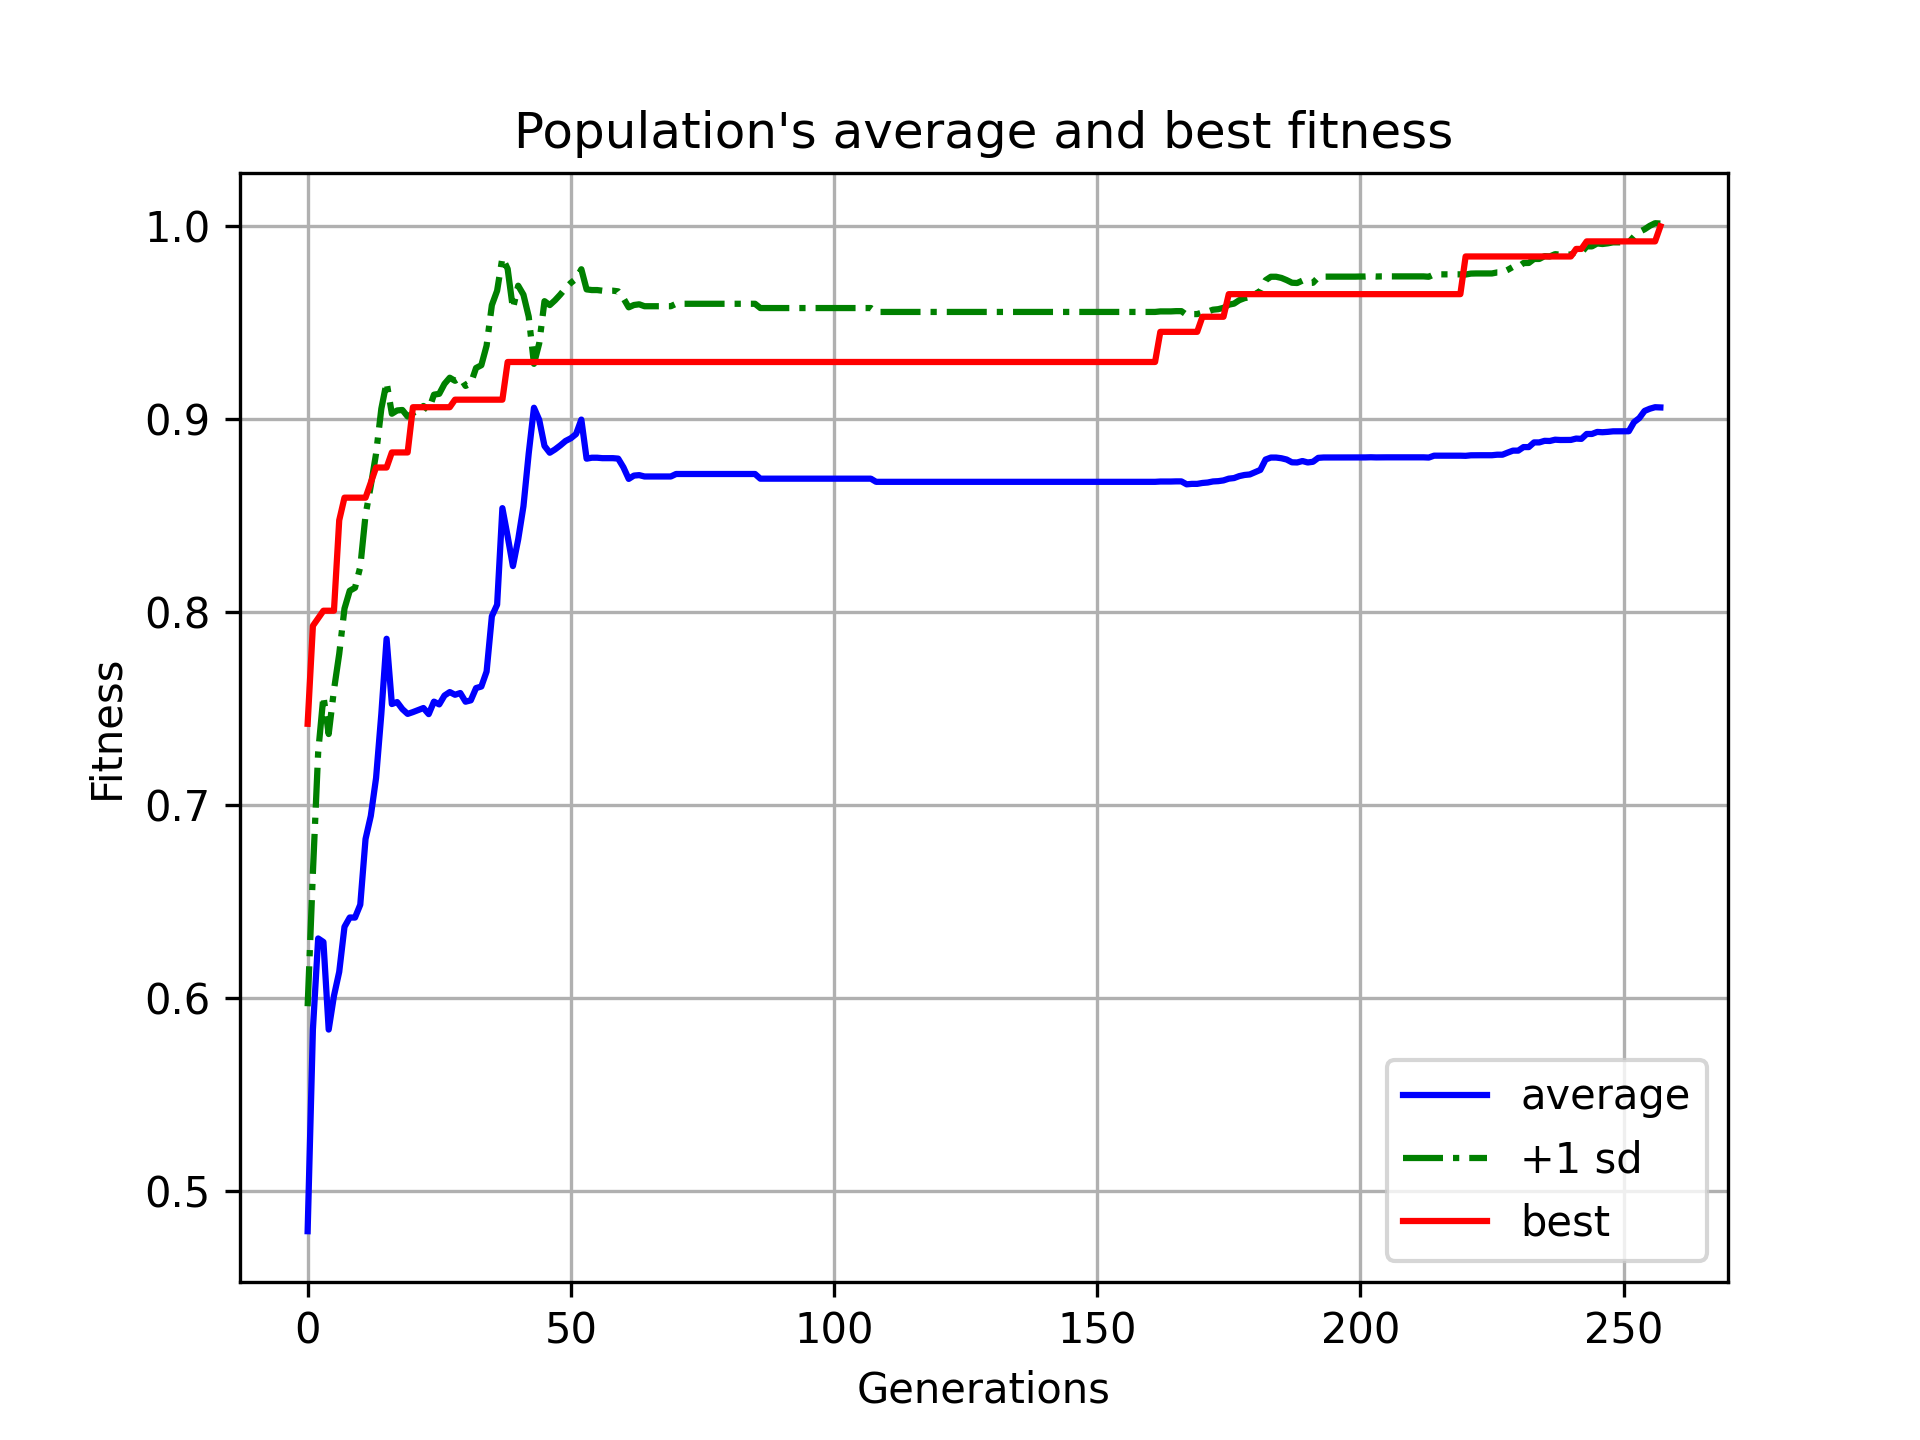 Population's average and best fitness
1.0
0.9
0.8
0.7
0.6
0.5
Fitness
0 50 100 150 200 250
Generations
average
+1 sd
best